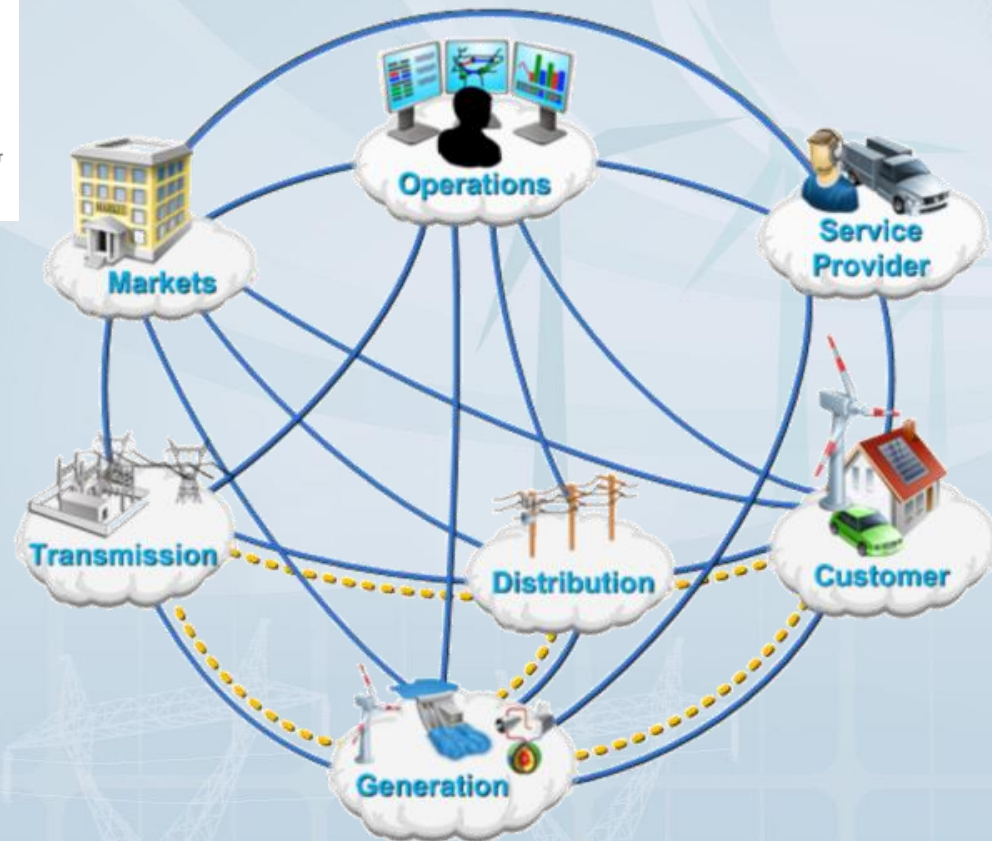 Operations
Service
Provider
Markets
Transmission
Distribution
Customer
Generation